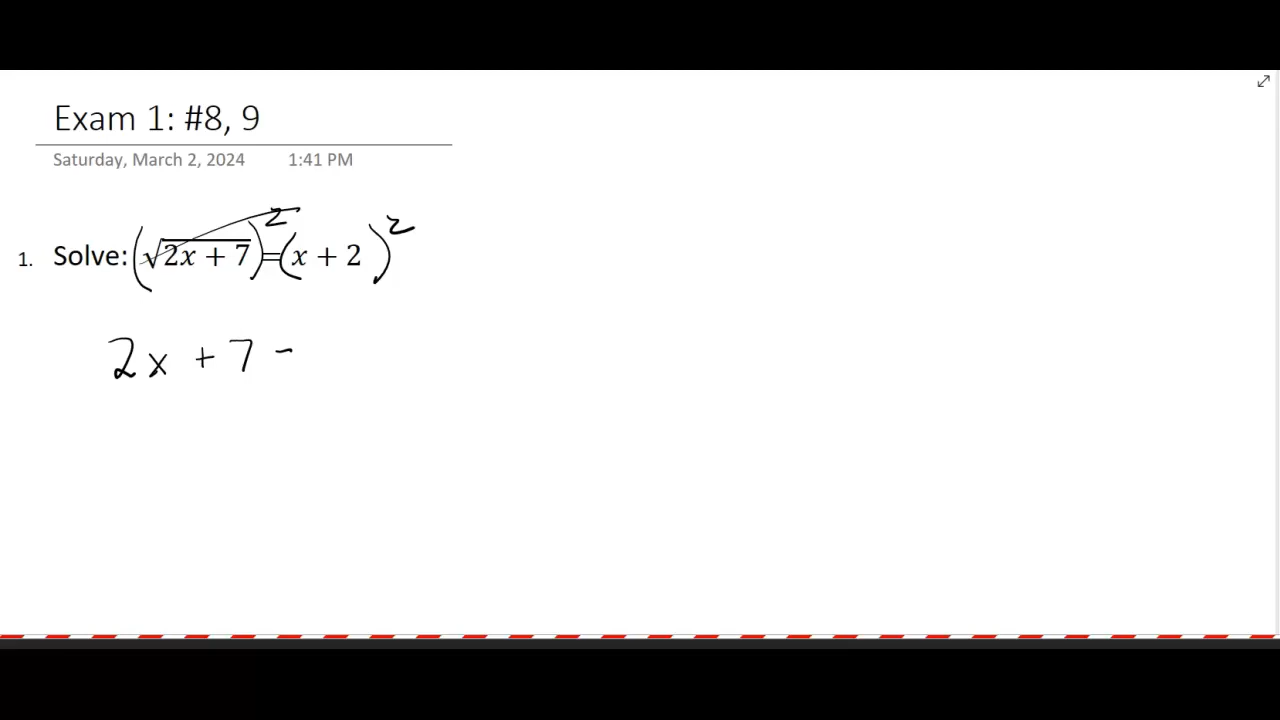 Exam 1: #8, 9
Saturday, March 2, 2024 1:41 PM
1. Solve: (√2x + 7)² = (x + 2)²
2x + 7 -